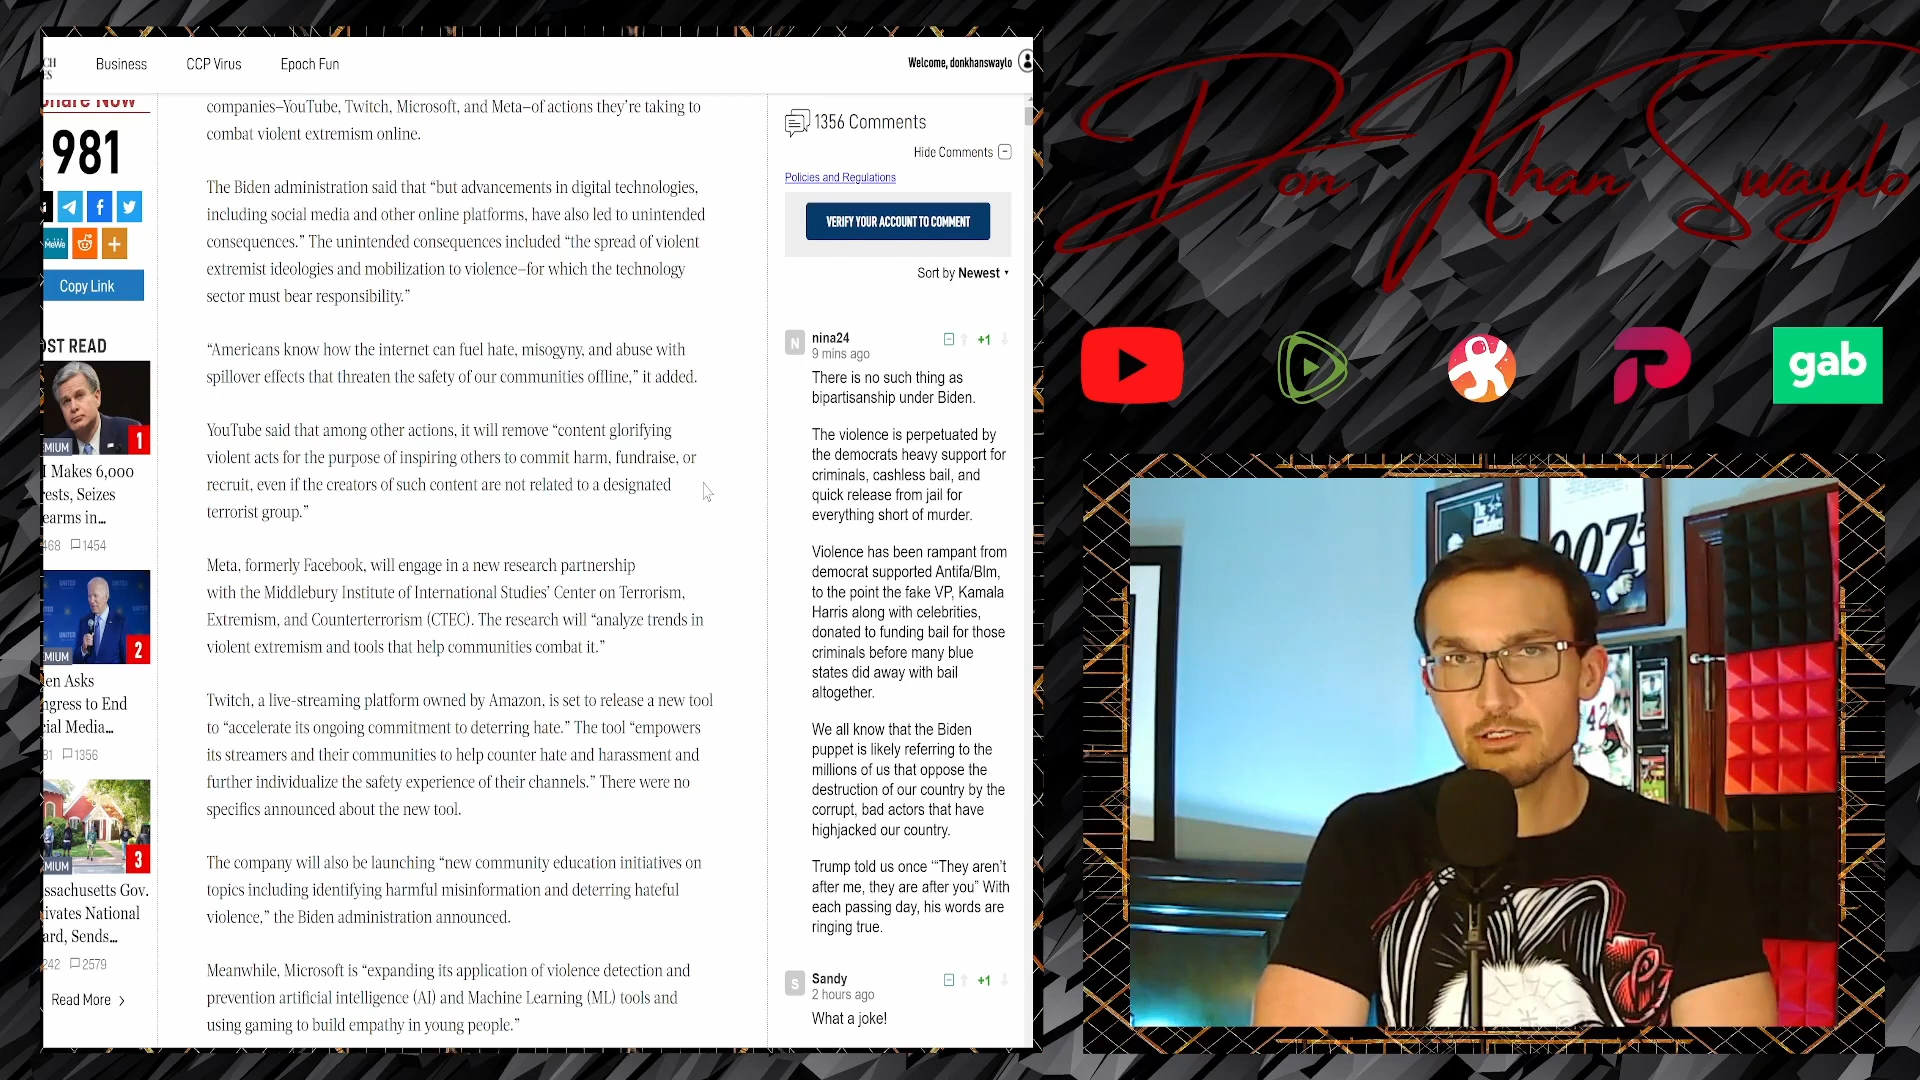 CH
ES
Business
CCP Virus
Epoch Fun
Welcome, donkhanswaylo
Share Now
981
MeWe
Copy Link
OST READ
EMIUM
1
I Makes 6,000
rests, Seizes
earms in...
468
1454
UNITED
EMIUM
2
en Asks
ngress to End
cial Media...
81
1356
EMIUM
3
ssachusetts Gov.
ivates National
ard, Sends...
242
2579
Read More
companies–YouTube, Twitch, Microsoft, and Meta–of actions they're taking to
combat violent extremism online.
The Biden administration said that “but advancements in digital technologies,
including social media and other online platforms, have also led to unintended
consequences.” The unintended consequences included “the spread of violent
extremist ideologies and mobilization to violence–for which the technology
sector must bear responsibility.”
“Americans know how the internet can fuel hate, misogyny, and abuse with
spillover effects that threaten the safety of our communities offline,” it added.
YouTube said that among other actions, it will remove “content glorifying
violent acts for the purpose of inspiring others to commit harm, fundraise, or
recruit, even if the creators of such content are not related to a designated
terrorist group.”
Meta, formerly Facebook, will engage in a new research partnership
with the Middlebury Institute of International Studies’ Center on Terrorism,
Extremism, and Counterterrorism (CTEC). The research will “analyze trends in
violent extremism and tools that help communities combat it.”
Twitch, a live-streaming platform owned by Amazon, is set to release a new tool
to “accelerate its ongoing commitment to deterring hate.” The tool “empowers
its streamers and their communities to help counter hate and harassment and
further individualize the safety experience of their channels.” There were no
specifics announced about the new tool.
The company will also be launching “new community education initiatives on
topics including identifying harmful misinformation and deterring hateful
violence,” the Biden administration announced.
Meanwhile, Microsoft is “expanding its application of violence detection and
prevention artificial intelligence (AI) and Machine Learning (ML) tools and
using gaming to build empathy in young people.”
1356 Comments
Hide Comments
Policies and Regulations
VERIFY YOUR ACCOUNT TO COMMENT
Sort by Newest
N
nina24
+1
9 mins ago
There is no such thing as
bipartisanship under Biden.
The violence is perpetuated by
the democrats heavy support for
criminals, cashless bail, and
quick release from jail for
everything short of murder.
Violence has been rampant from
democrat supported Antifa/Blm,
to the point the fake VP, Kamala
Harris along with celebrities,
donated to funding bail for those
criminals before many blue
states did away with bail
altogether.
We all know that the Biden
puppet is likely referring to the
millions of us that oppose the
destruction of our country by the
corrupt, bad actors that have
highjacked our country.
Trump told us once ‘“They aren’t
after me, they are after you” With
each passing day, his words are
ringing true.
S
Sandy
+1
2 hours ago
What a joke!
Don Khan Swaylo
gab
007
42